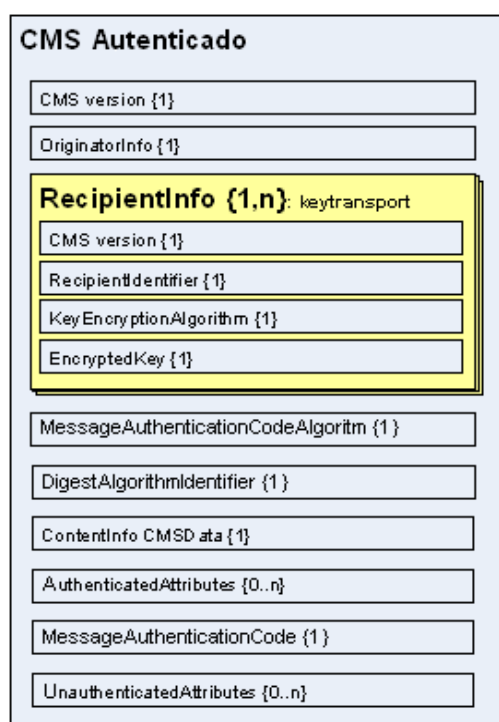 CMS Autenticado
CMS version {1}
OriginatorInfo {1}
RecipientInfo {1,n}: keytransport
CMS version {1}
RecipientIdentifier {1}
KeyEncryptionAlgorithm {1}
EncryptedKey {1}
MessageAuthenticationCodeAlgoritm {1}
DigestAlgorithmIdentifier {1}
ContentInfo CMSData {1}
AuthenticatedAttributes {0..n}
MessageAuthenticationCode {1}
UnauthenticatedAttributes {0..n}